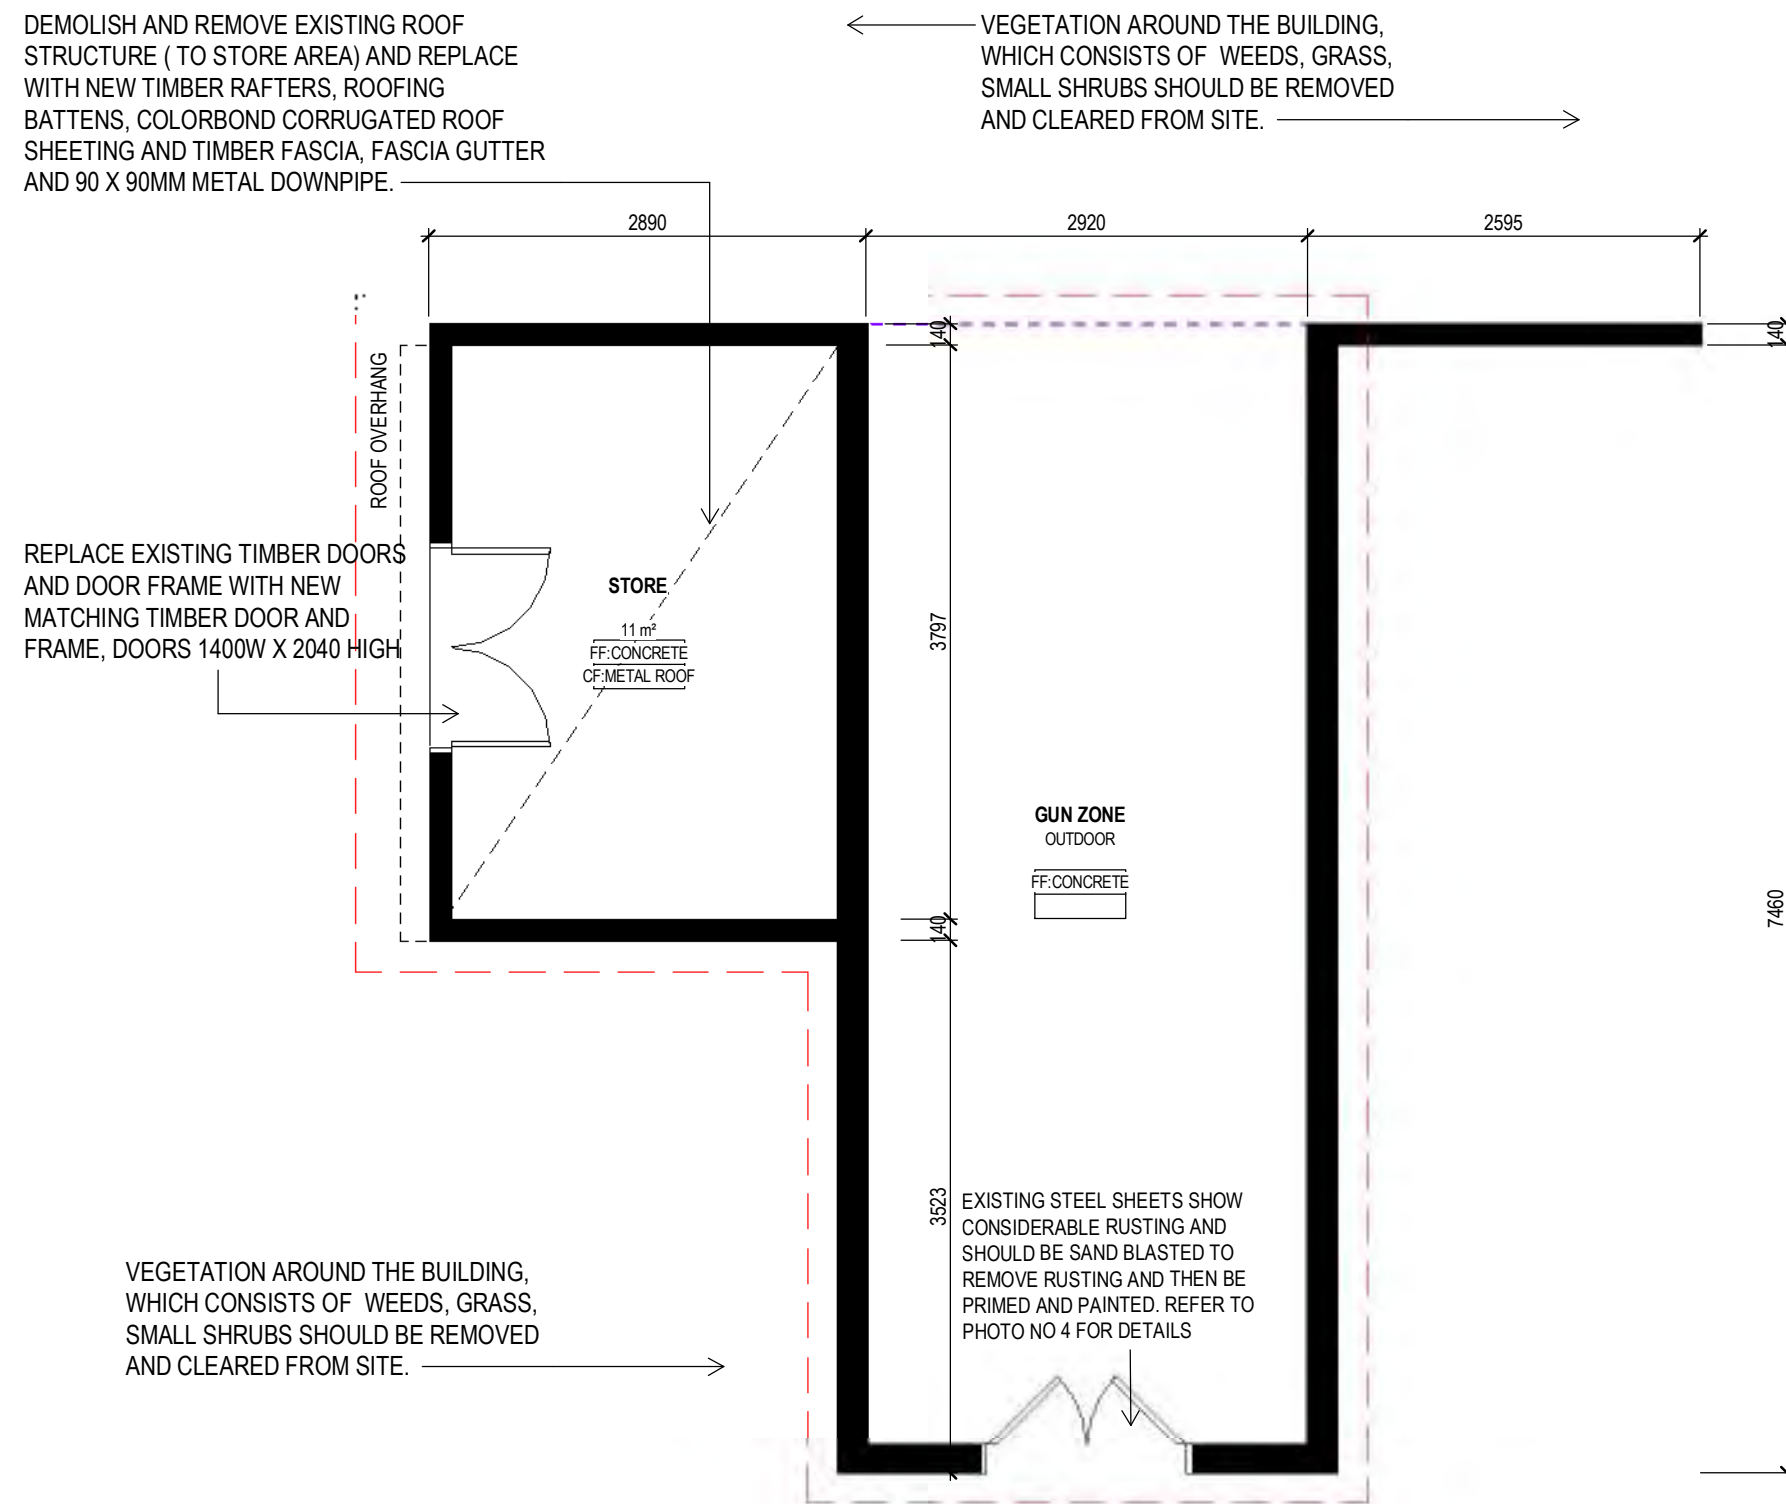 DEMOLISH AND REMOVE EXISTING ROOF
STRUCTURE ( TO STORE AREA) AND REPLACE
WITH NEW TIMBER RAFTERS, ROOFING
BATTENS, COLORBOND CORRUGATED ROOF
SHEETING AND TIMBER FASCIA, FASCIA GUTTER
AND 90 X 90MM METAL DOWNPIPE.
VEGETATION AROUND THE BUILDING,
WHICH CONSISTS OF WEEDS, GRASS,
SMALL SHRUBS SHOULD BE REMOVED
AND CLEARED FROM SITE.
2890
2920
2595
140
140
ROOF OVERHANG
REPLACE EXISTING TIMBER DOORS
AND DOOR FRAME WITH NEW
MATCHING TIMBER DOOR AND
FRAME, DOORS 1400W X 2040 HIGH
STORE
11 m²
FF:CONCRETE
CF:METAL ROOF
3797
GUN ZONE
OUTDOOR
FF:CONCRETE
140
7460
3523
EXISTING STEEL SHEETS SHOW
CONSIDERABLE RUSTING AND
SHOULD BE SAND BLASTED TO
REMOVE RUSTING AND THEN BE
PRIMED AND PAINTED. REFER TO
PHOTO NO 4 FOR DETAILS
VEGETATION AROUND THE BUILDING,
WHICH CONSISTS OF WEEDS, GRASS,
SMALL SHRUBS SHOULD BE REMOVED
AND CLEARED FROM SITE.